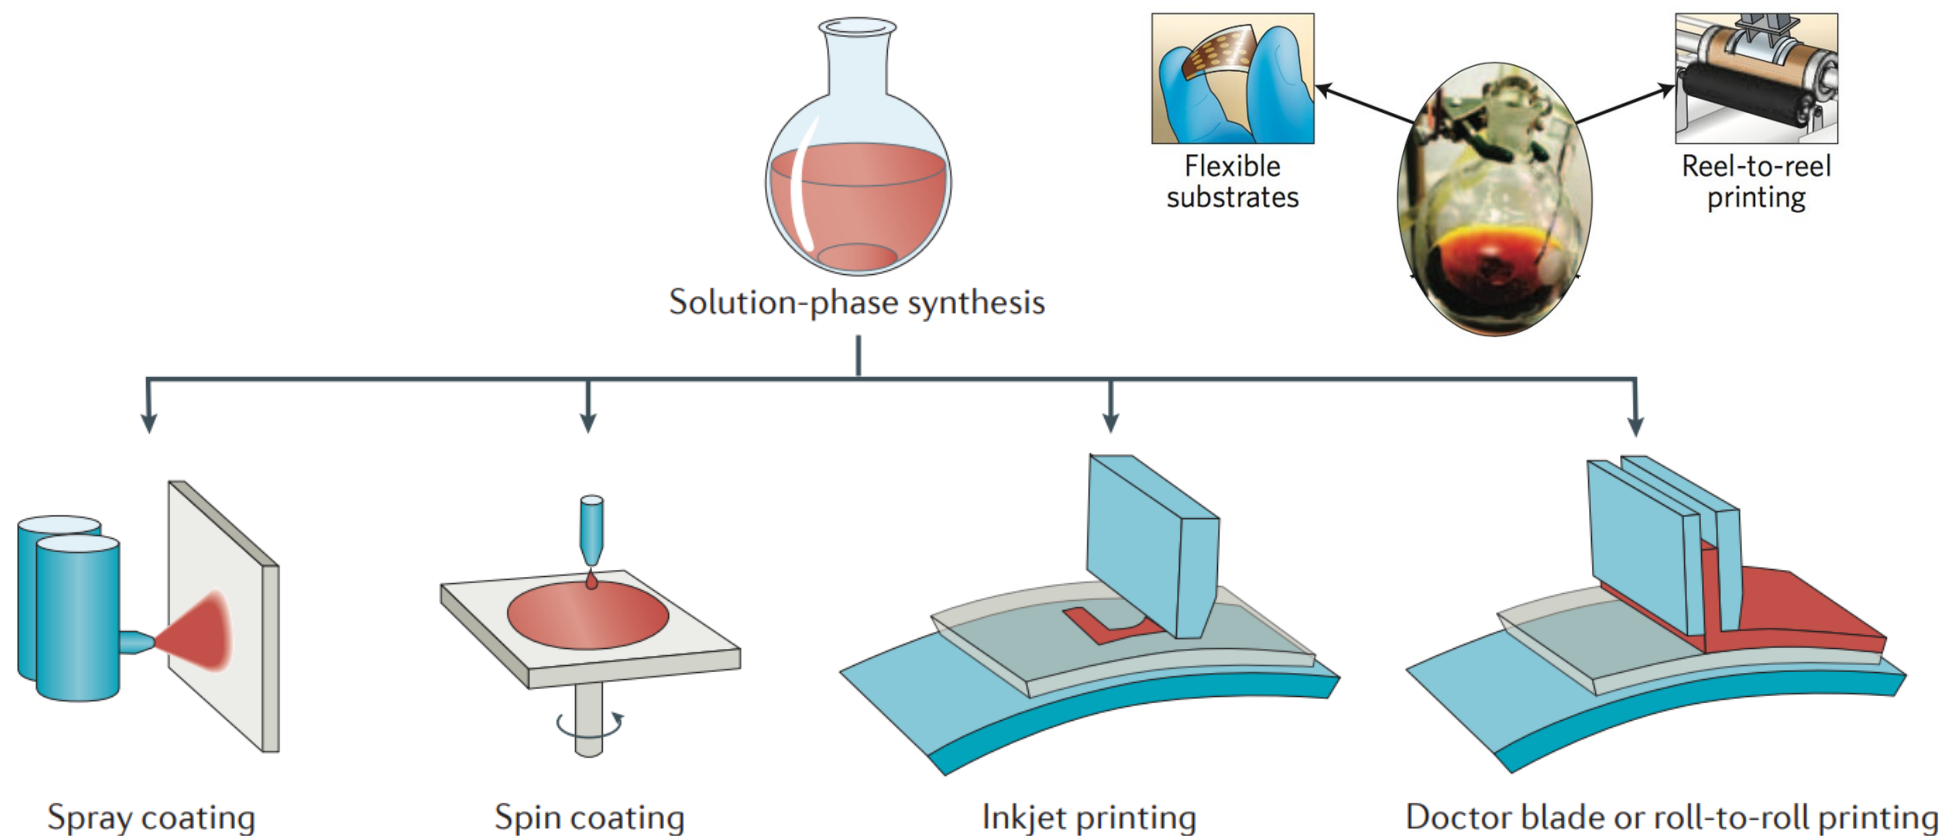 Flexible
substrates
Reel-to-reel
printing
Solution-phase synthesis
Spray coating
Spin coating
Inkjet printing
Doctor blade or roll-to-roll printing